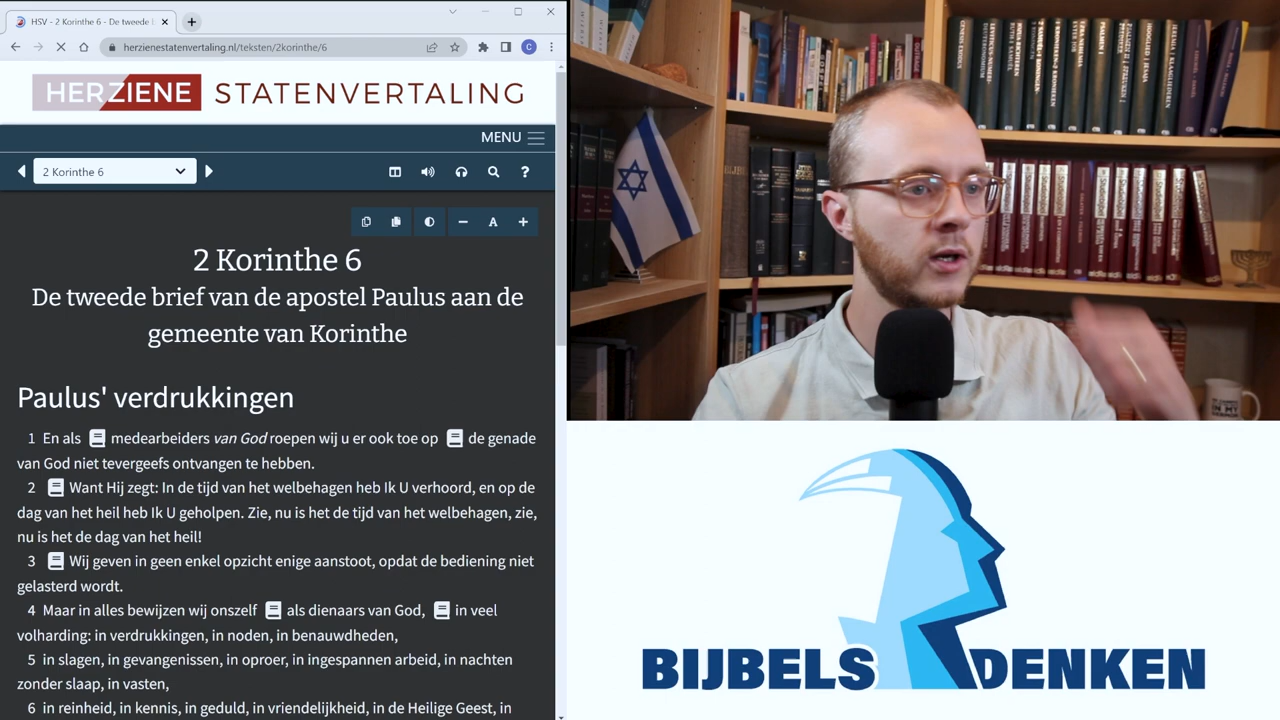 HSV - 2 Korinthe 6 - De tweede
herzienestatenvertaling.nl/teksten/2korinthe/6
C
HERZIENE STATENVERTALING
MENU
2 Korinthe 6
?
− A +
2 Korinthe 6
De tweede brief van de apostel Paulus aan de
gemeente van Korinthe
Paulus' verdrukkingen
1 En als medearbeiders van God roepen wij u er ook toe op de genade
van God niet tevergeefs ontvangen te hebben.
2 Want Hij zegt: In de tijd van het welbehagen heb Ik U verhoord, en op de
dag van het heil heb Ik U geholpen. Zie, nu is het de tijd van het welbehagen, zie,
nu is het de dag van het heil!
3 Wij geven in geen enkel opzicht enige aanstoot, opdat de bediening niet
gelasterd wordt.
4 Maar in alles bewijzen wij onszelf als dienaars van God, in veel
volharding: in verdrukkingen, in noden, in benauwdheden,
5 in slagen, in gevangenissen, in oproer, in ingespannen arbeid, in nachten
zonder slaap, in vasten,
6 in reinheid, in kennis, in geduld, in vriendelijkheid, in de Heilige Geest, in
BIJBELS DENKEN